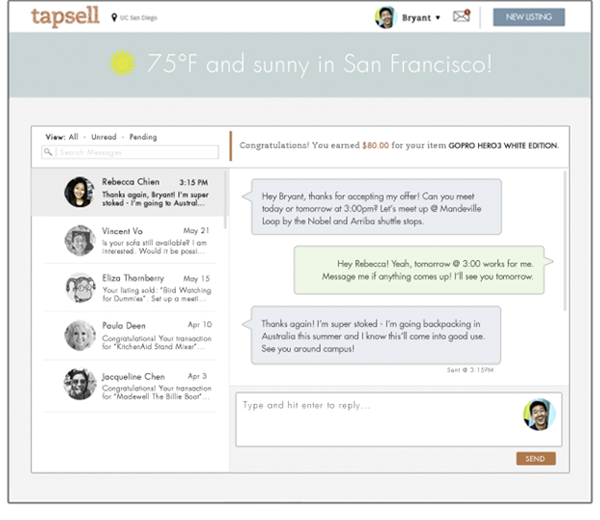 tapsell
UC San Diego
Bryant
NEW LISTING
75°F and sunny in San Francisco!
View: All · Unread · Pending
Search Messages
Congratulations! You earned $80.00 for your item GOPRO HERO3 WHITE EDITION.
Rebecca Chien 3:15 PM
Thanks again, Bryant! I'm super
stoked - I'm going to Austral...
Vincent Vo May 21
Is your sofa still available? I am
interested. Would it be possi...
Eliza Thornberry May 15
Your listing sold: "Bird Watching
for Dummies". Set up a meeti...
Paula Deen Apr 10
Congratulations! Your transaction
for "KitchenAid Stand Mixer"...
Jacqueline Chen Apr 3
Congratulations! Your transaction
for "Madewell The Billie Boot"...
Hey Bryant, thanks for accepting my offer! Can you meet
today or tomorrow at 3:00pm? Let's meet up @ Mandeville
Loop by the Nobel and Arriba shuttle stops.
Hey Rebecca! Yeah, tomorrow @ 3:00 works for me.
Message me if anything comes up! I'll see you tomorrow.
Thanks again! I'm super stoked - I'm going backpacking in
Australia this summer and I know this'll come into good use.
See you around campus!
Sent @ 3:15PM
Type and hit enter to reply...
SEND